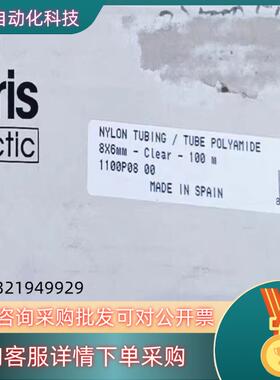 自动化科技
ris
ctic
NYLON TUBING / TUBE POLYAMIDE
8X6mm - Clear - 100 m
1100P08 00
MADE IN SPAIN
321949929
咨询采购批发可对公开票
客服详情下单采购